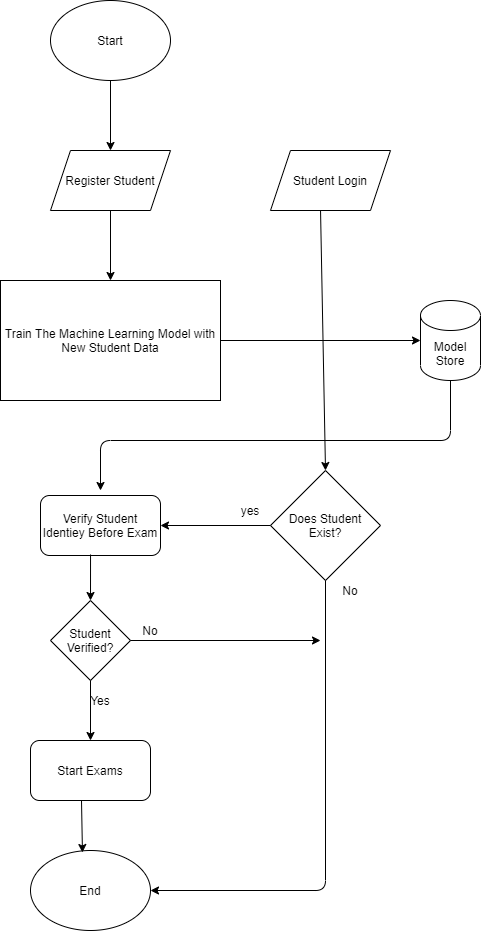 Start
Register Student
Student Login
Train The Machine Learning Model with
New Student Data
Model
Store
Verify Student
Identiey Before Exam
yes
Does Student
Exist?
No
Student
Verified?
No
Yes
Start Exams
End